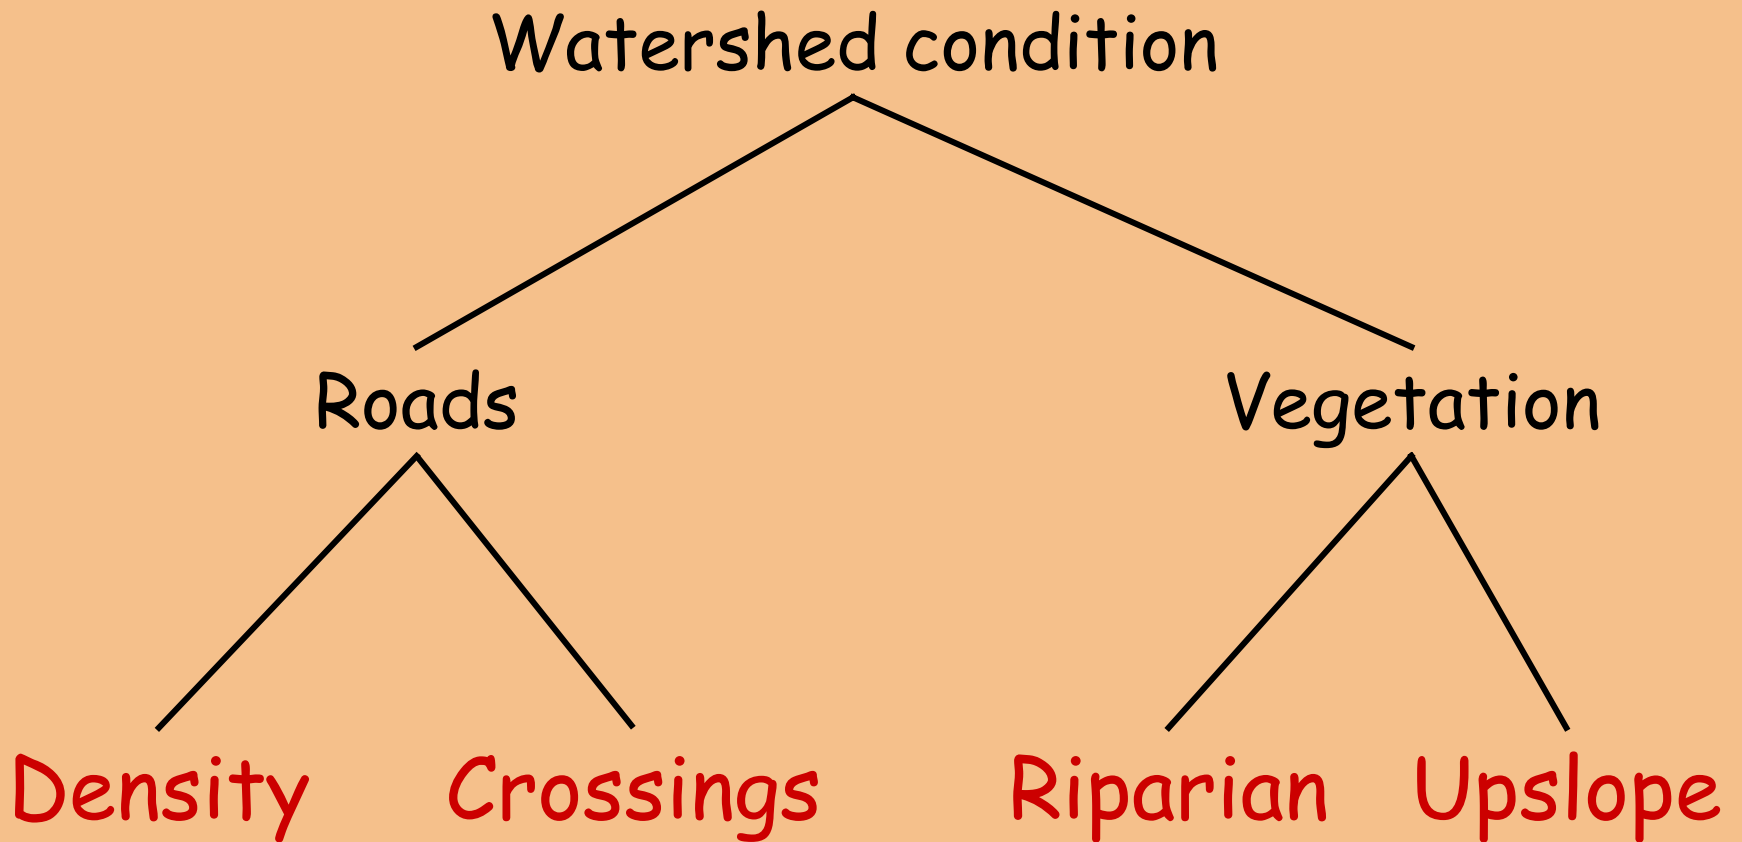 Watershed condition
Roads Vegetation
Density Crossings Riparian Upslope